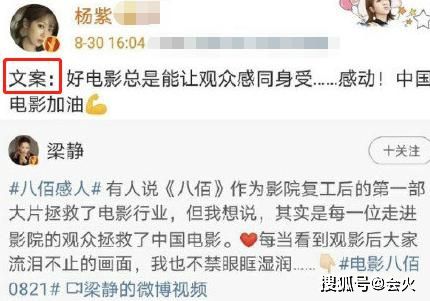 杨紫
8-30 16:04
文案：好电影总是能让观众感同身受......感动！中国
电影加油💪
梁静
十关注
#八佰感人# 有人说《八佰》作为影院复工后的第一部
大片拯救了电影行业，但我想说，其实是每一位走进
影院的观众拯救了中国电影。❤每当看到观影后大家
流泪不止的画面，我也不禁眼眶湿润......👇🏻#电影八佰
0821# 梁静的微博视频
搜狐号@会火